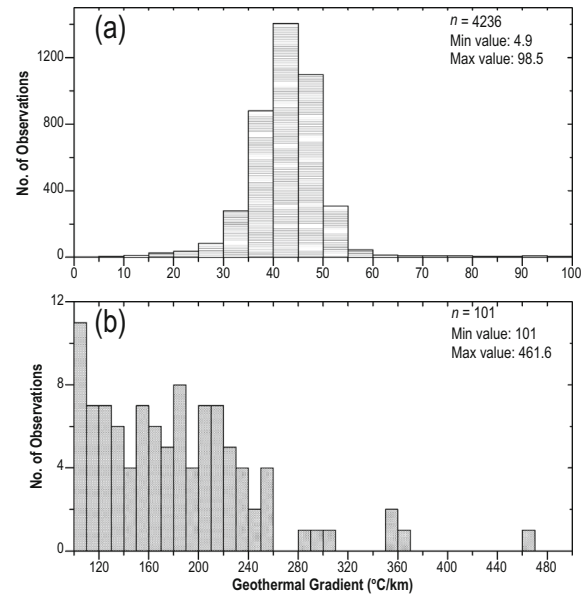 (a)
n = 4236
Min value: 4.9
Max value: 98.5
No. of Observations
1200
800
400
0
0 10 20 30 40 50 60 70 80 90 100
(b)
n = 101
Min value: 101
Max value: 461.6
No. of Observations
12
9
6
4
0
120 160 200 240 280 320 360 400 440 480
Geothermal Gradient (°C/km)